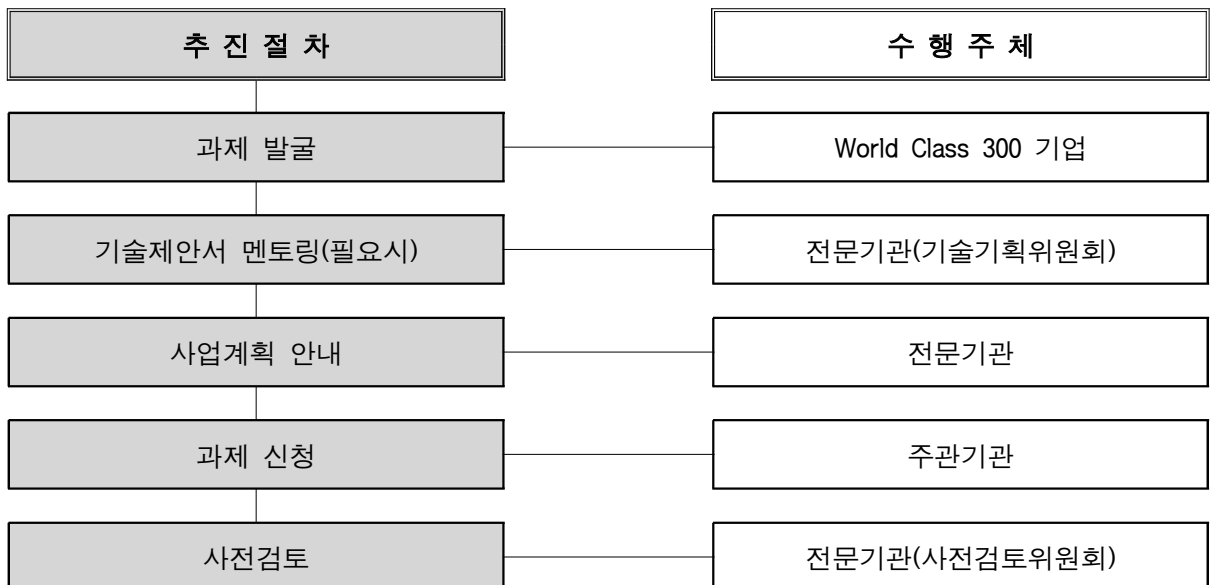 추 진 절 차
수 행 주 체
과제 발굴
World Class 300 기업
기술제안서 멘토링(필요시)
전문기관(기술기획위원회)
사업계획 안내
전문기관
과제 신청
주관기관
사전검토
전문기관(사전검토위원회)